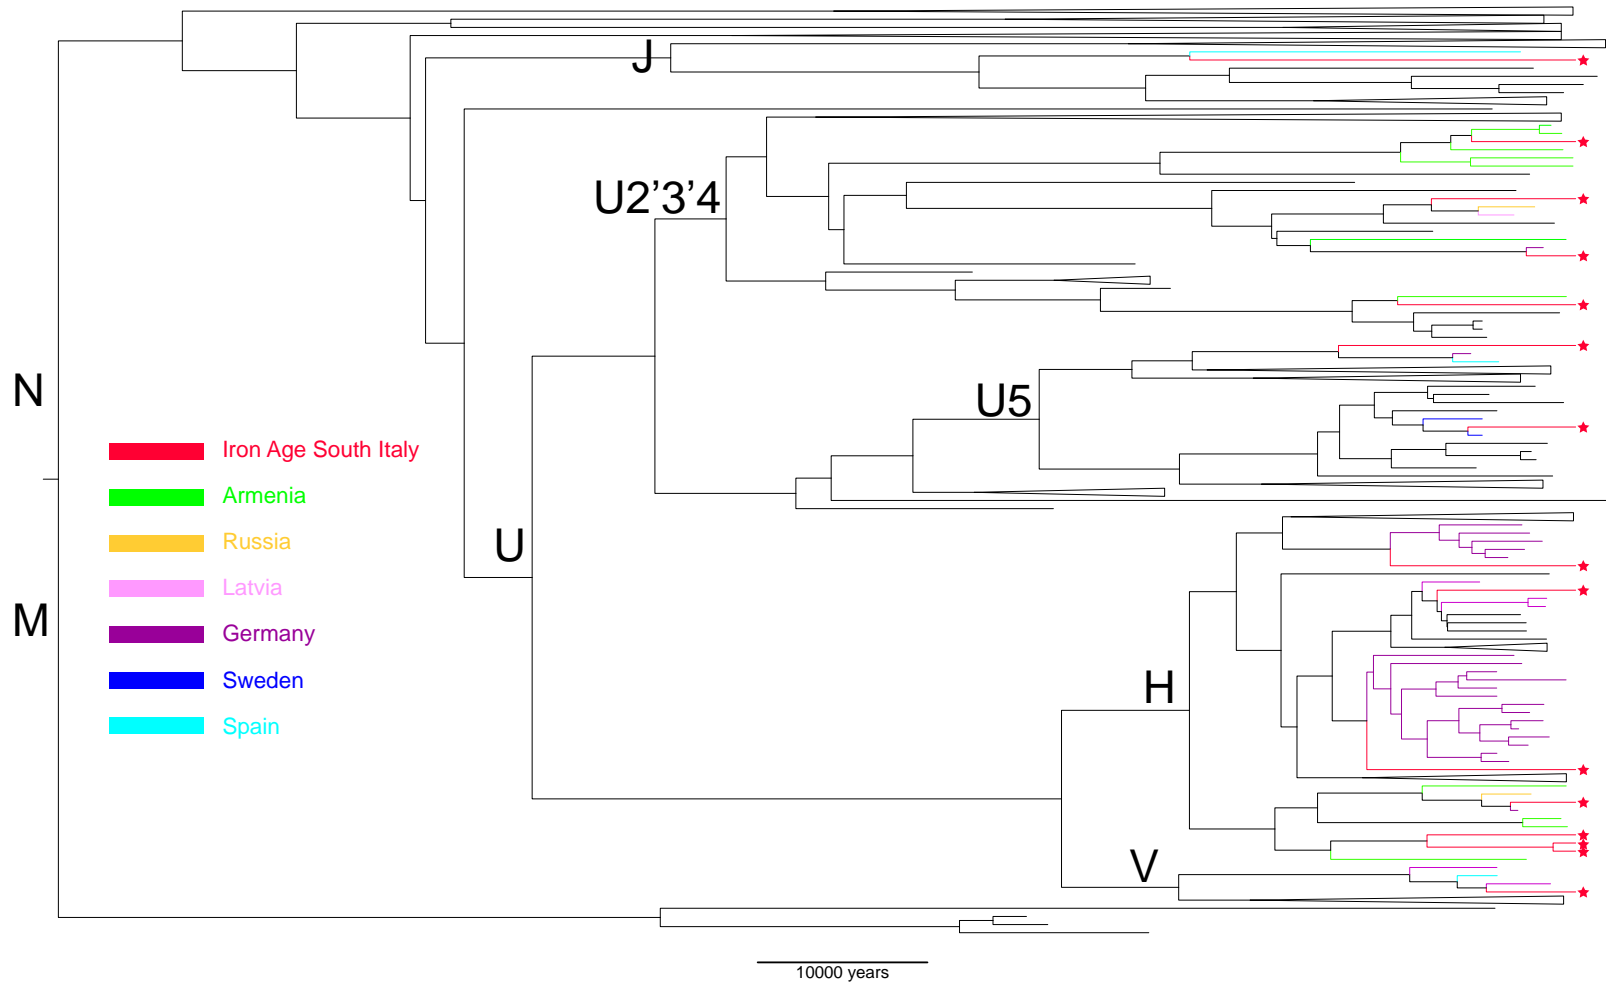 J
U2’3’4
N
U5
Iron Age South Italy
Armenia
Russia
U
Latvia
M
Germany
Sweden
H
Spain
V
10000 years